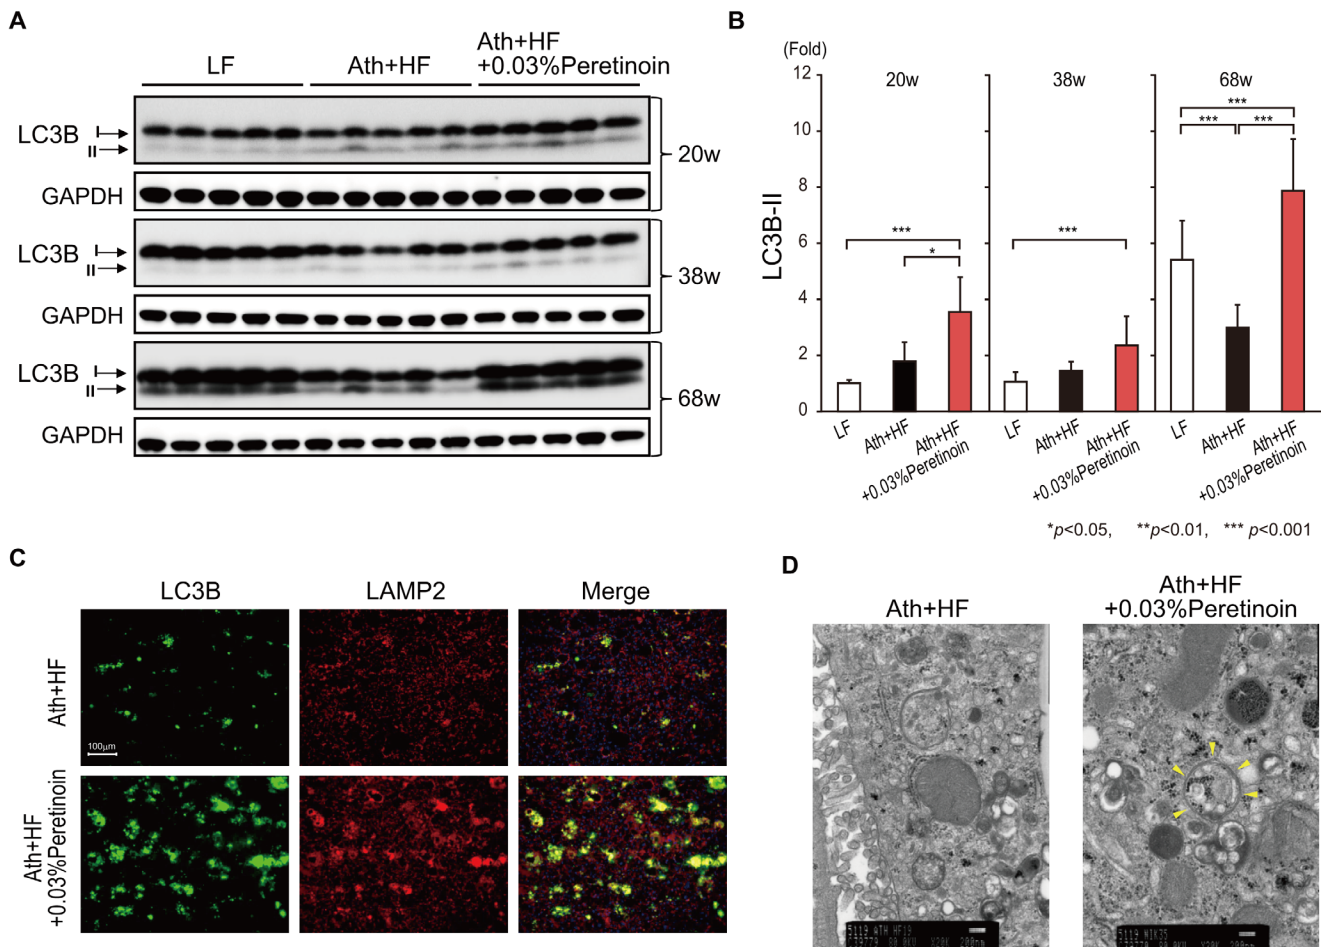 A
LF
Ath+HF
Ath+HF
+0.03%Peretinoin
LC3B
I
II
20w
GAPDH
LC3B
I
II
38w
GAPDH
LC3B
I
II
68w
GAPDH
B
(Fold)
LC3B-II
12
10
8
6
4
2
0
20w
38w
68w
***
*
***
***
***
***
LF
Ath+HF
Ath+HF
+0.03%Peretinoin
LF
Ath+HF
Ath+HF
+0.03%Peretinoin
LF
Ath+HF
Ath+HF
+0.03%Peretinoin
*p<0.05, **p<0.01, *** p<0.001
C
LC3B
LAMP2
Merge
Ath+HF
100µm
Ath+HF
+0.03%Peretinoin
D
Ath+HF
Ath+HF
+0.03%Peretinoin